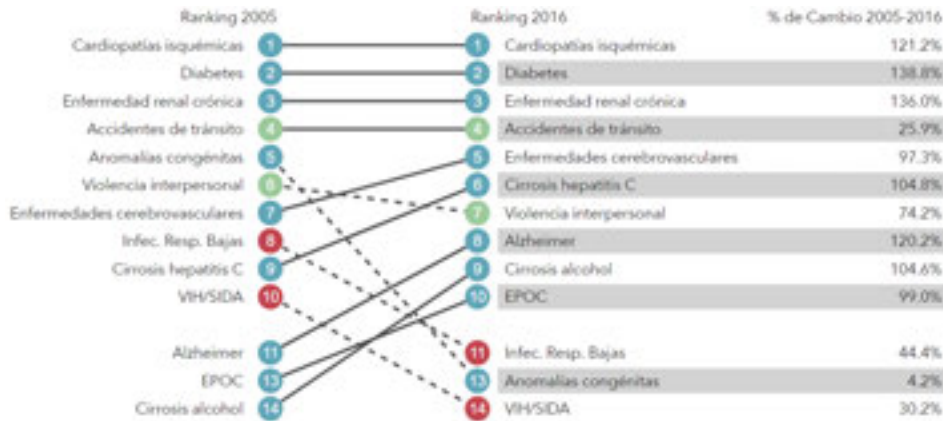 Ranking 2005 Ranking 2016 % de Cambio 2005-2016
Cardiopatías isquémicas 1 1 Cardiopatías isquémicas 121.2%
Diabetes 2 2 Diabetes 138.8%
Enfermedad renal crónica 3 3 Enfermedad renal crónica 136.0%
Accidentes de tránsito 4 4 Accidentes de tránsito 25.9%
Anomalías congénitas 5 5 Enfermedades cerebrovasculares 97.3%
Violencia interpersonal 6 6 Cirrosis hepatitis C 104.8%
Enfermedades cerebrovasculares 7 7 Violencia interpersonal 74.2%
Infec. Resp. Bajas 8 8 Alzheimer 120.2%
Cirrosis hepatitis C 9 9 Cirrosis alcohol 104.6%
VIH/SIDA 10 10 EPOC 99.0%
Alzheimer 11 11 Infec. Resp. Bajas 44.4%
EPOC 13 13 Anomalías congénitas 4.2%
Cirrosis alcohol 14 14 VIH/SIDA 30.2%